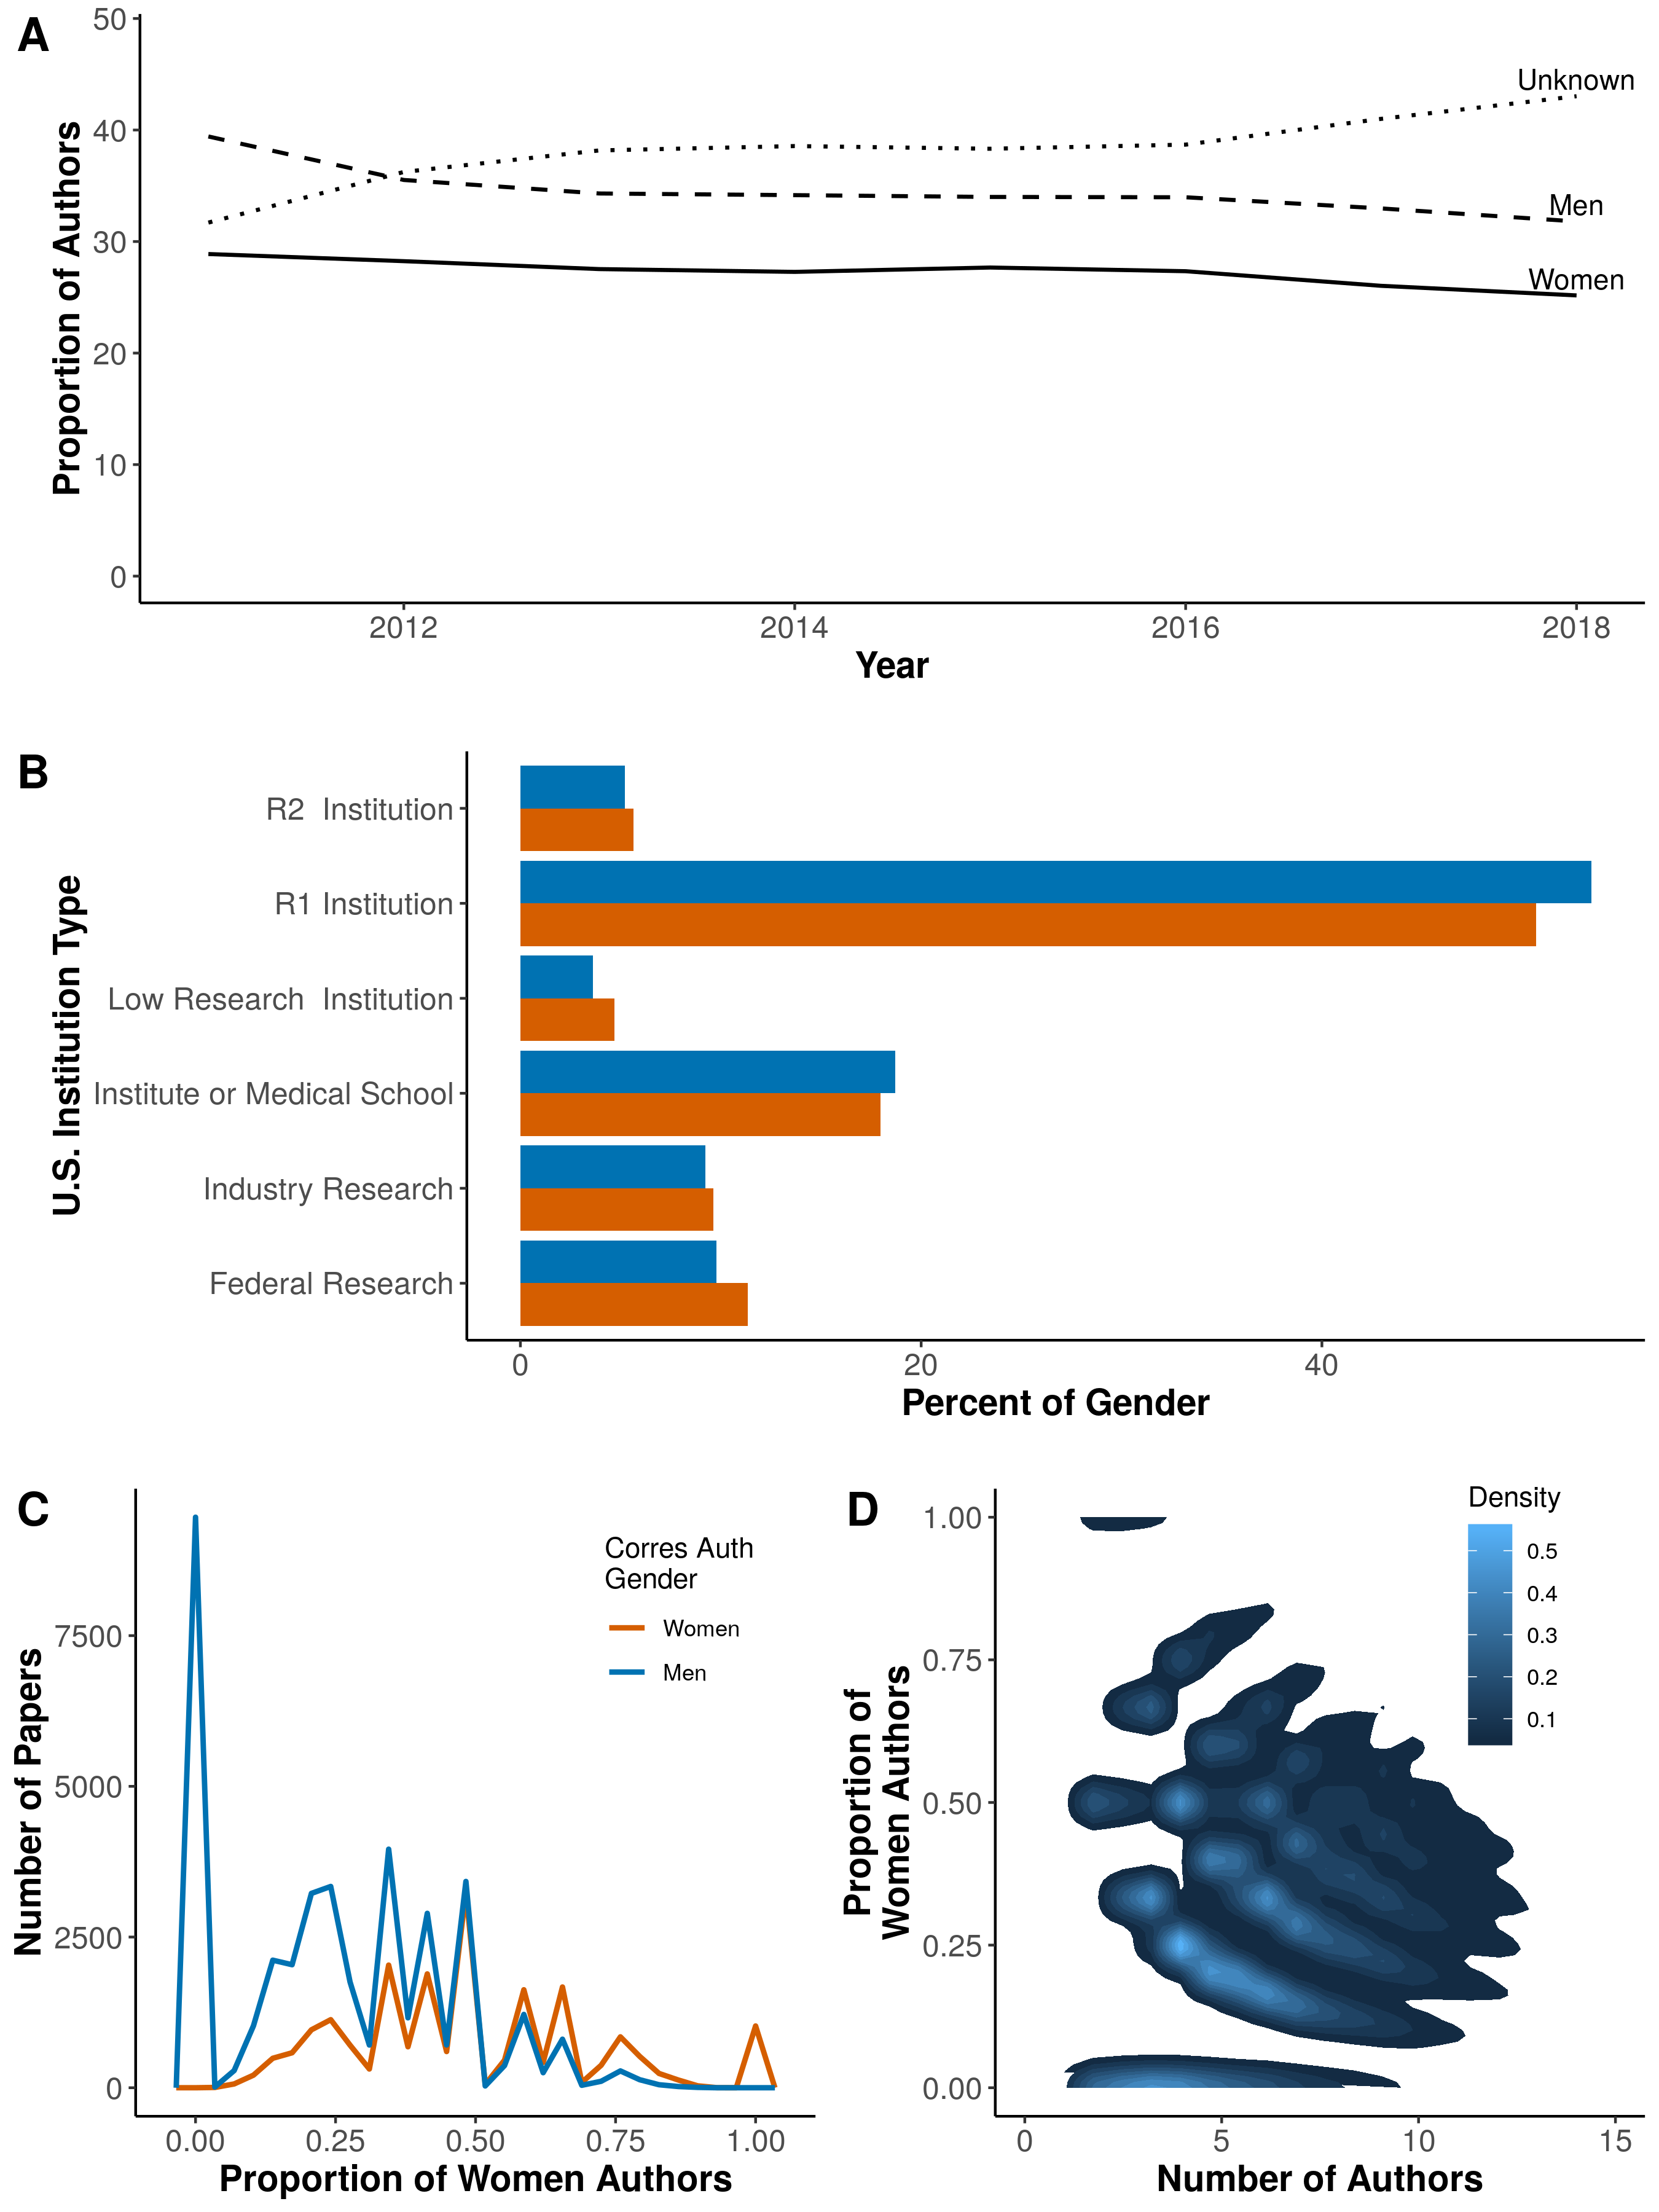 A
50
40
30
20
10
0
Proportion of Authors
Unknown
Men
Women
2012 2014 2016 2018
Year
B
U.S. Institution Type
R2  Institution
R1 Institution
Low Research  Institution
Institute or Medical School
Industry Research
Federal Research
0 20 40
Percent of Gender
C
Number of Papers
7500
5000
2500
0
Corres Auth
Gender
Women
Men
0.00 0.25 0.50 0.75 1.00
Proportion of Women Authors
D
Proportion of
Women Authors
1.00
0.75
0.50
0.25
0.00
Density
0.5
0.4
0.3
0.2
0.1
0 5 10 15
Number of Authors